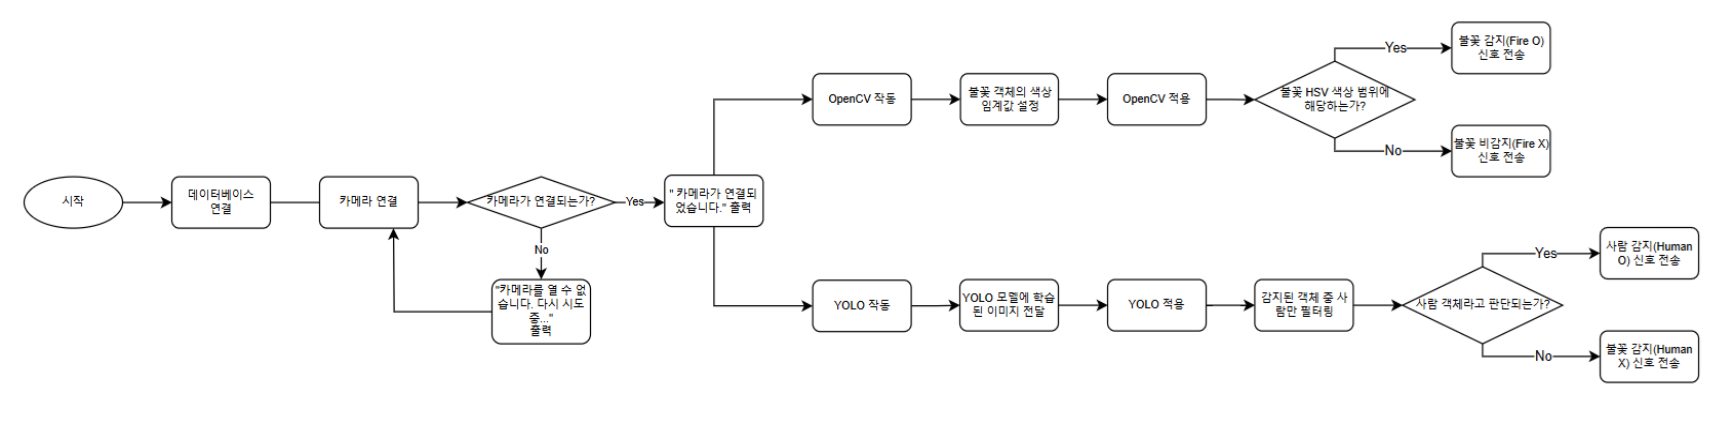 시작
데이터베이스
연결
카메라 연결
카메라가 연결되는가?
Yes
No
"카메라를 열 수 없
습니다. 다시 시도
중..."
출력
" 카메라가 연결되
었습니다." 출력
OpenCV 작동
불꽃 객체의 색상
임계값 설정
OpenCV 적용
불꽃 HSV 색상 범위에
해당하는가?
Yes
불꽃 감지(Fire O)
신호 전송
No
불꽃 비감지(Fire X)
신호 전송
YOLO 작동
YOLO 모델에 학습
된 이미지 전달
YOLO 적용
감지된 객체 중 사
람만 필터링
사람 객체라고 판단되는가?
Yes
사람 감지(Human
O) 신호 전송
No
불꽃 감지(Human
X) 신호 전송